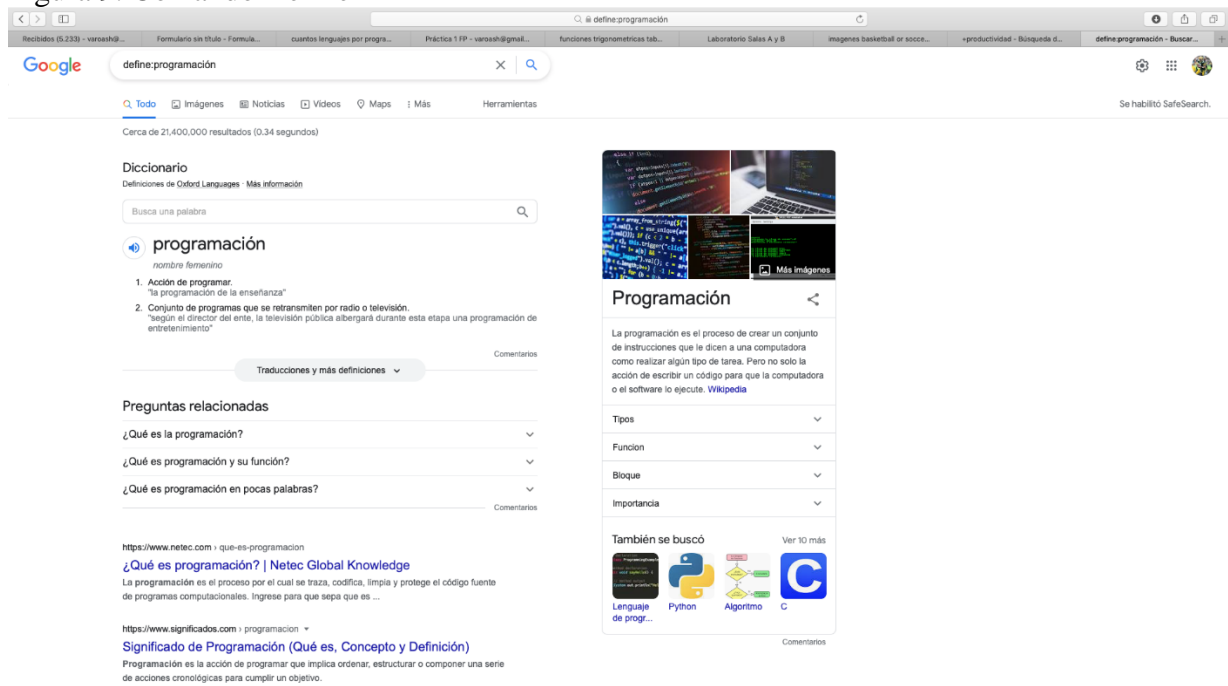 define:programación
Recibidos (5.233) - varoash@...
Formulario sin título - Formula...
cuantos lenguajes por progra...
Práctica 1 FP - varoash@gmail...
funciones trigonometricas tab...
Laboratorio Salas A y B
imagenes basketball or socce...
+productividad - Búsqueda d...
define:programación - Buscar...
Google
define:programación
Todo
Imágenes
Noticias
Videos
Maps
Más
Herramientas
Se habilitó SafeSearch.
Cerca de 21,400,000 resultados (0.34 segundos)
Diccionario
Definiciones de Oxford Languages · Más información
Busca una palabra
programación
nombre femenino
1. Acción de programar.
"la programación de la enseñanza"
2. Conjunto de programas que se retransmiten por radio o televisión.
"según el director del ente, la televisión pública albergará durante esta etapa una programación de
entretenimiento"
Comentarios
Traducciones y más definiciones
Preguntas relacionadas
¿Qué es la programación?
¿Qué es programación y su función?
¿Qué es programación en pocas palabras?
Comentarios
https://www.netec.com › que-es-programacion
¿Qué es programación? | Netec Global Knowledge
La programación es el proceso por el cual se traza, codifica, limpia y protege el código fuente
de programas computacionales. Ingrese para que sepa que es ...
https://www.significados.com › programacion
Significado de Programación (Qué es, Concepto y Definición)
Programación es la acción de programar que implica ordenar, estructurar o componer una serie
de acciones cronológicas para cumplir un objetivo.
Más imágenes
Programación
La programación es el proceso de crear un conjunto
de instrucciones que le dicen a una computadora
como realizar algún tipo de tarea. Pero no solo la
acción de escribir un código para que la computadora
o el software lo ejecute. Wikipedia
Tipos
Funcion
Bloque
Importancia
También se buscó
Ver 10 más
Lenguaje
de progr...
Python
Algoritmo
C
Comentarios